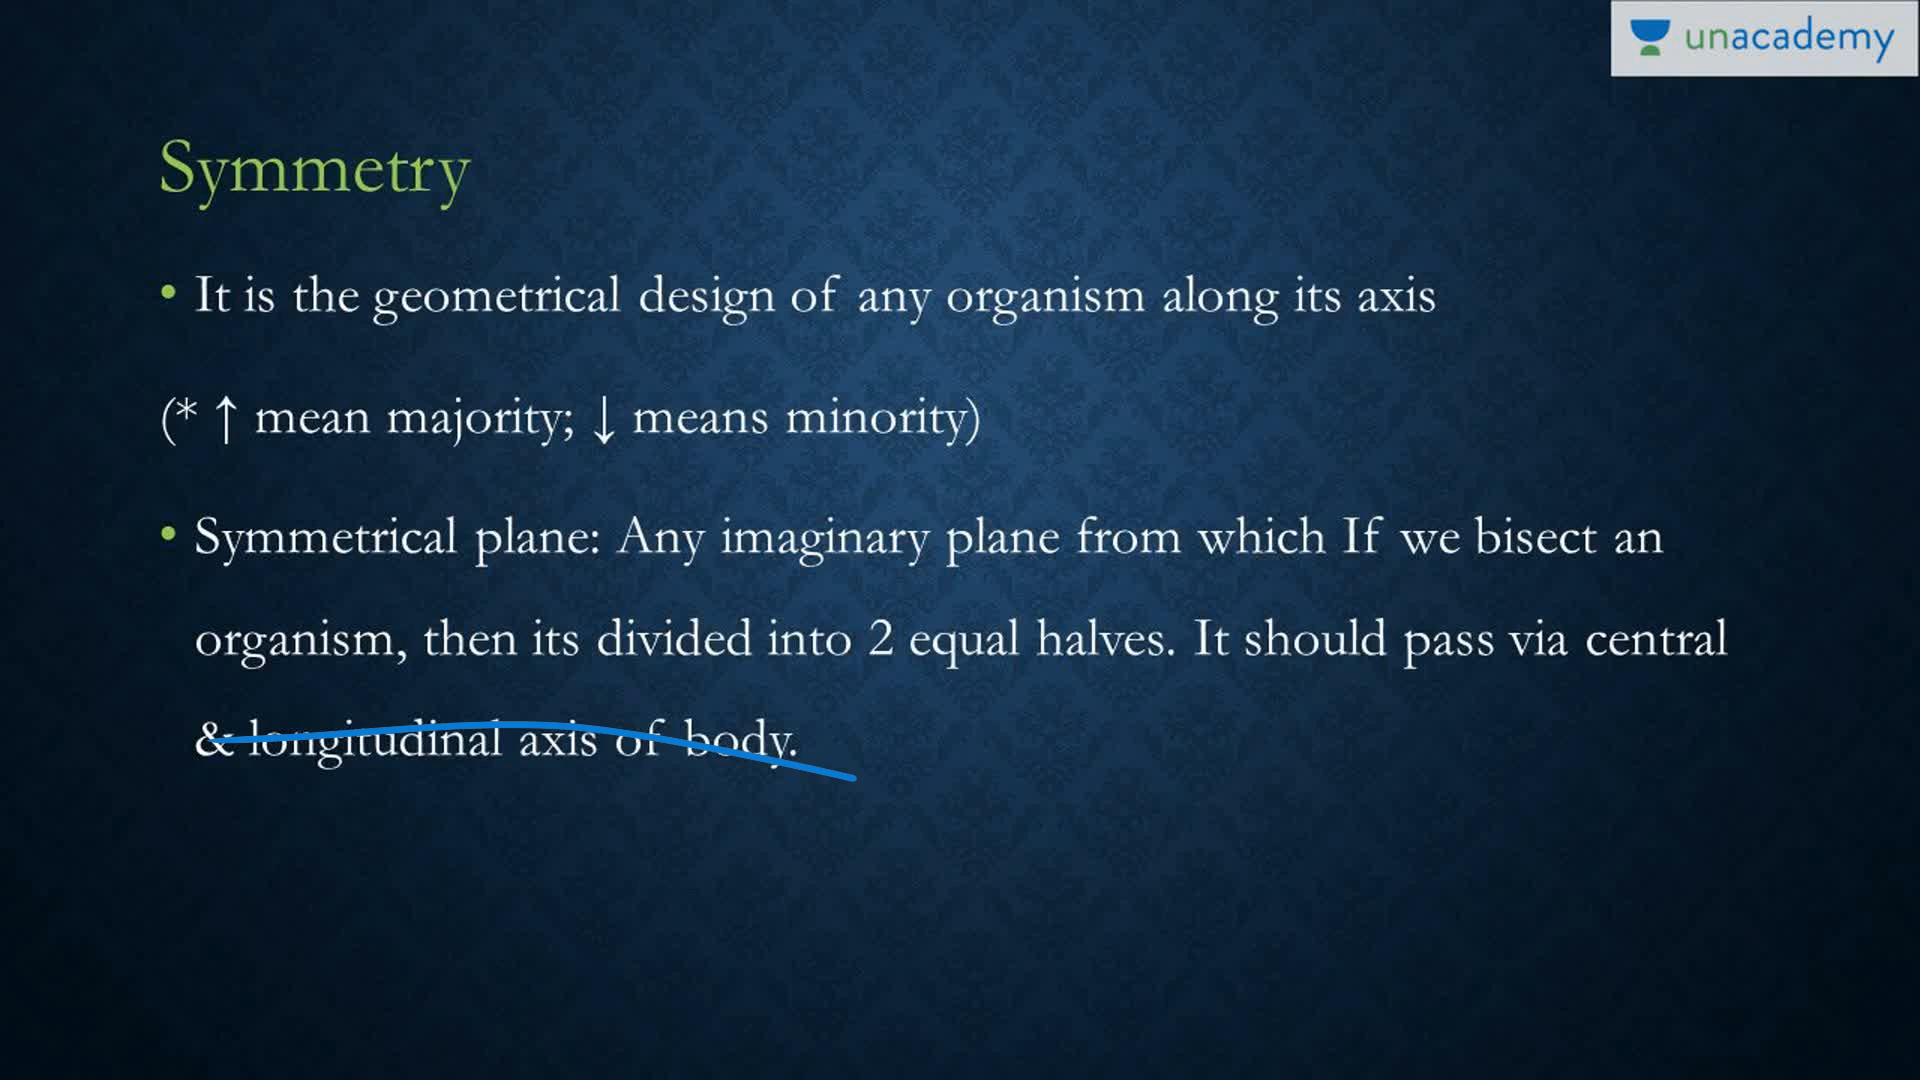 unacademy
Symmetry
• It is the geometrical design of any organism along its axis
(* ↑ mean majority; ↓ means minority)
• Symmetrical plane: Any imaginary plane from which If we bisect an
organism, then its divided into 2 equal halves. It should pass via central
& longitudinal axis of body.